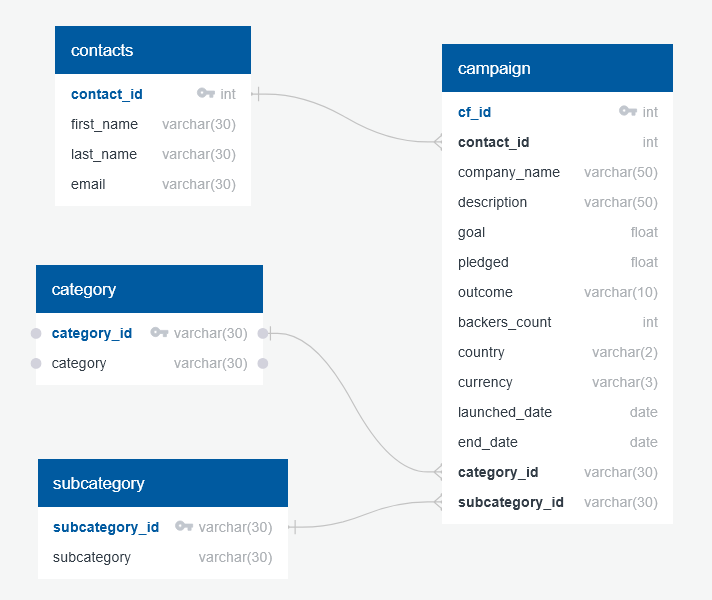 contacts
contact_id int
first_name varchar(30)
last_name varchar(30)
email varchar(30)
category
category_id varchar(30)
category varchar(30)
subcategory
subcategory_id varchar(30)
subcategory varchar(30)
campaign
cf_id int
contact_id int
company_name varchar(50)
description varchar(50)
goal float
pledged float
outcome varchar(10)
backers_count int
country varchar(2)
currency varchar(3)
launched_date date
end_date date
category_id varchar(30)
subcategory_id varchar(30)